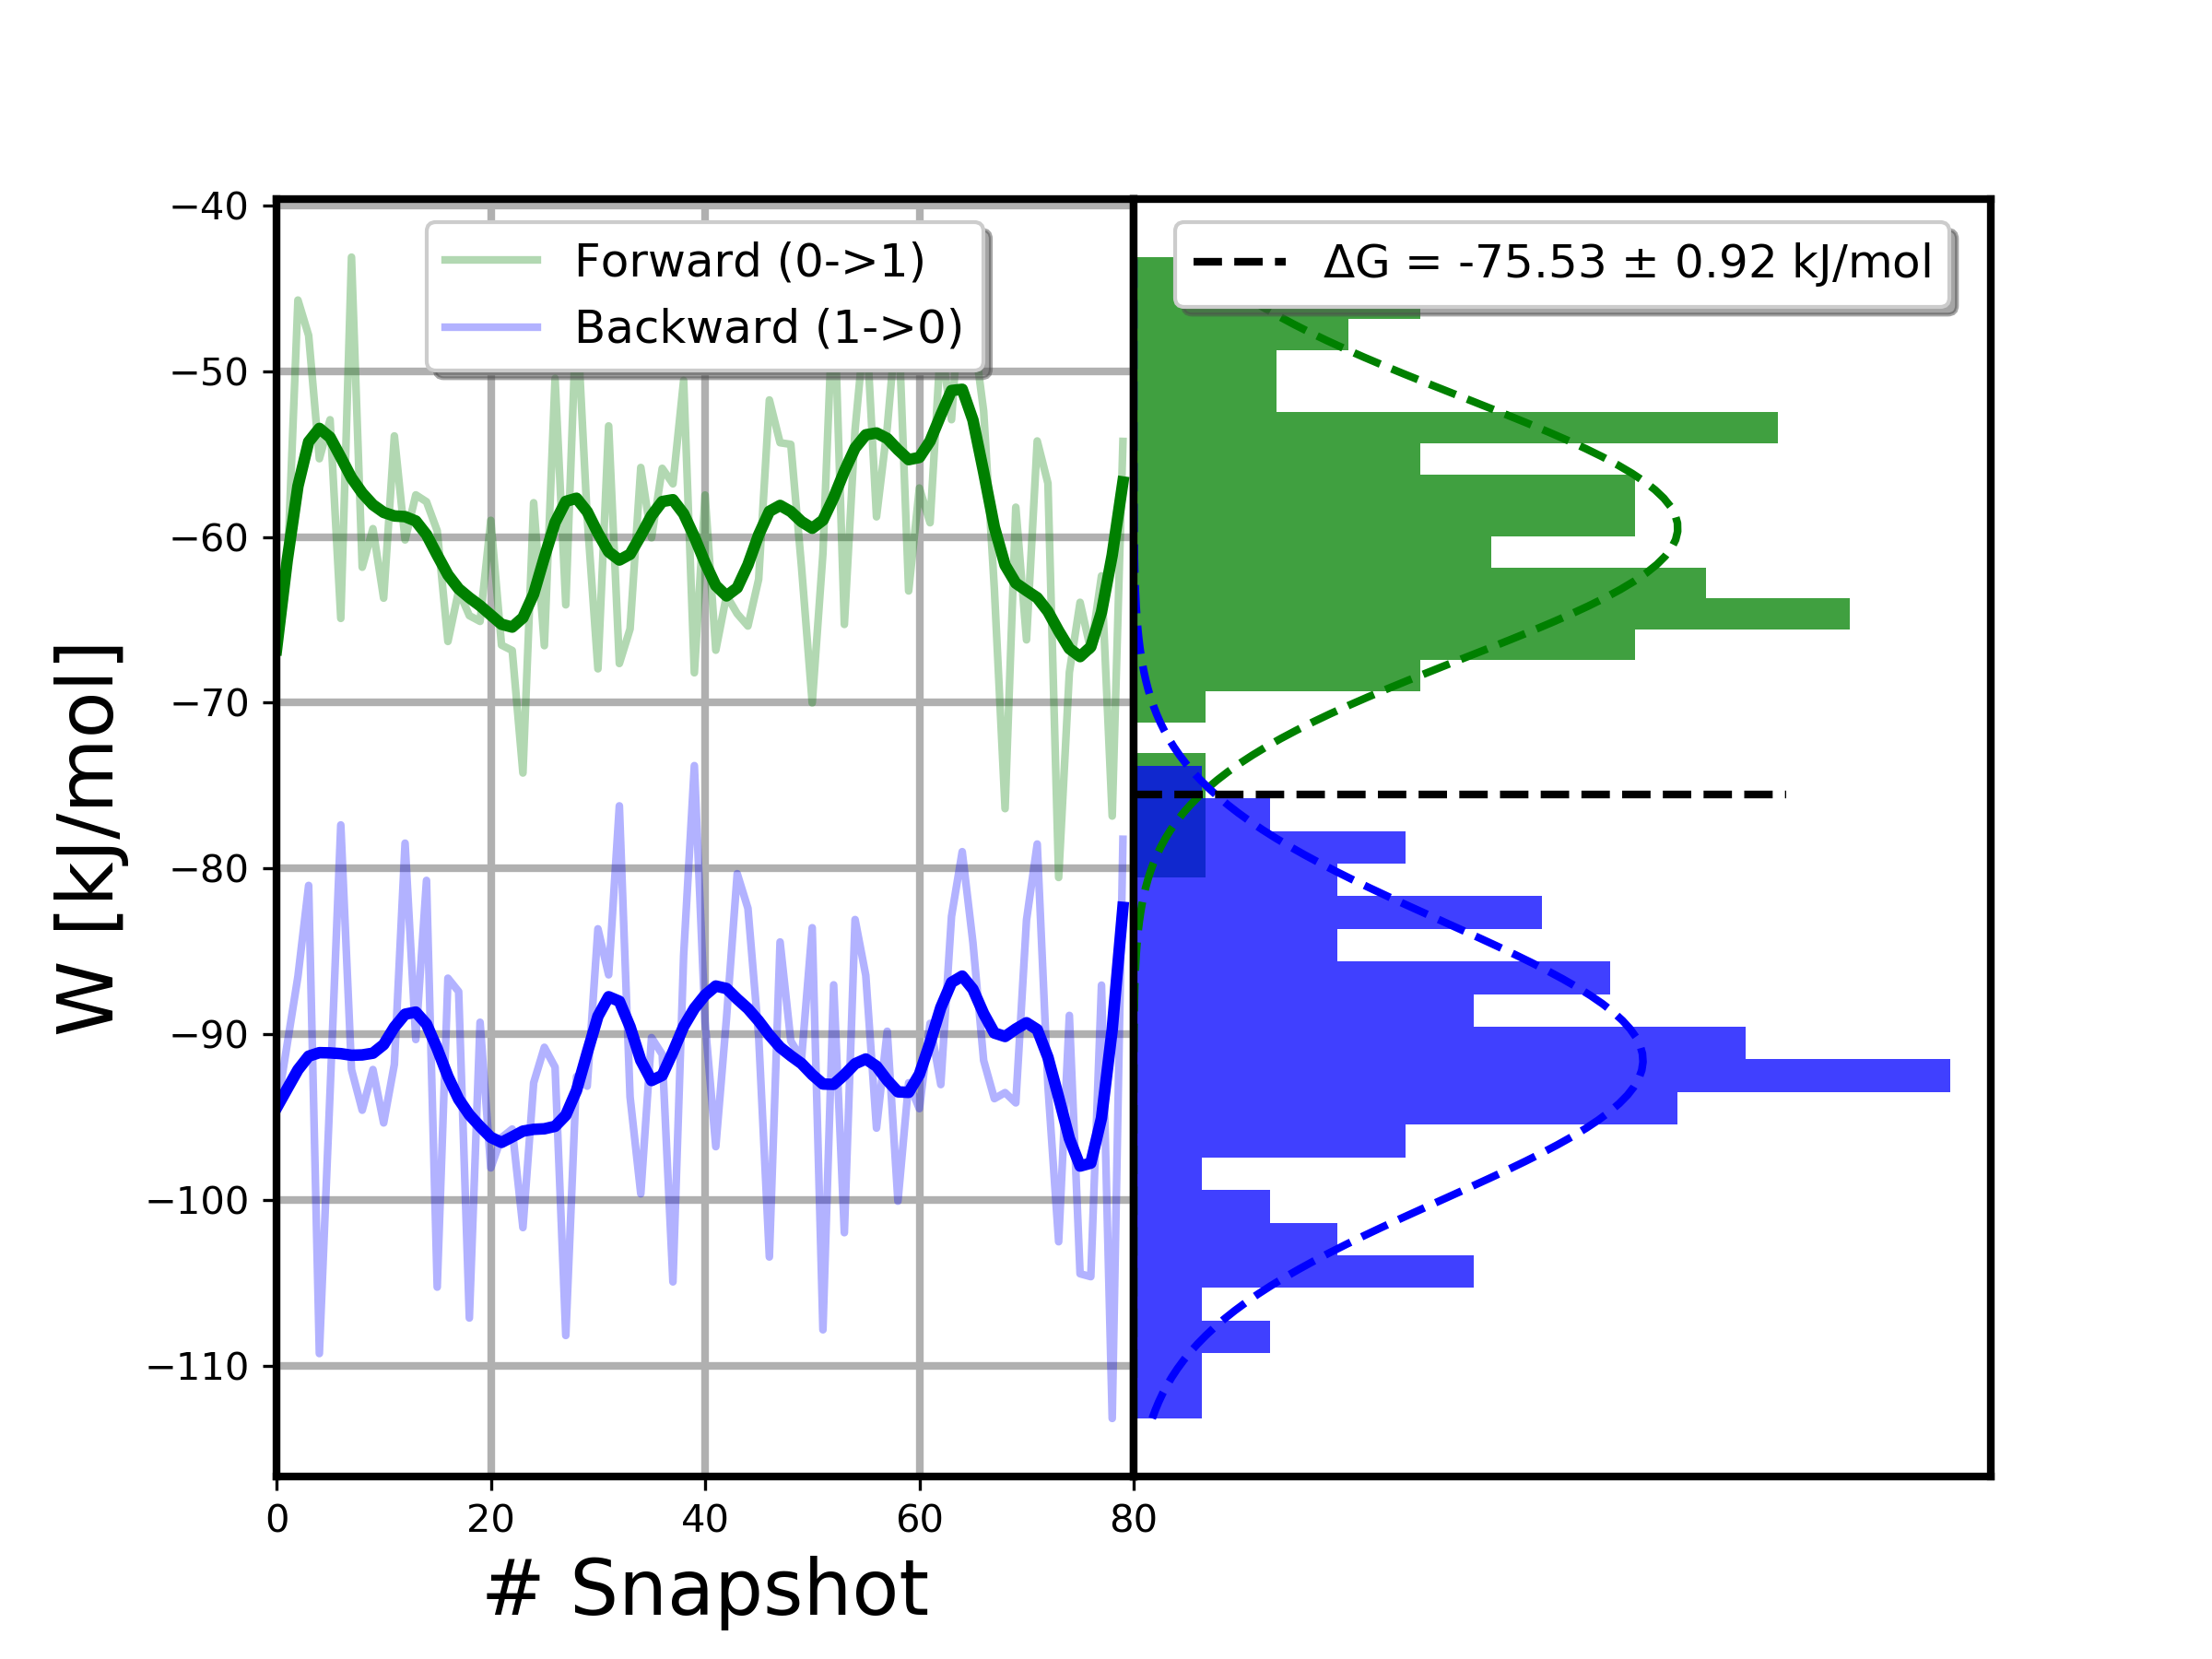 Forward (0->1)
Backward (1->0)
ΔG = -75.53 ± 0.92 kJ/mol
W [kJ/mol]
−40
−50
−60
−70
−80
−90
−100
−110
0 20 40 60 80
# Snapshot